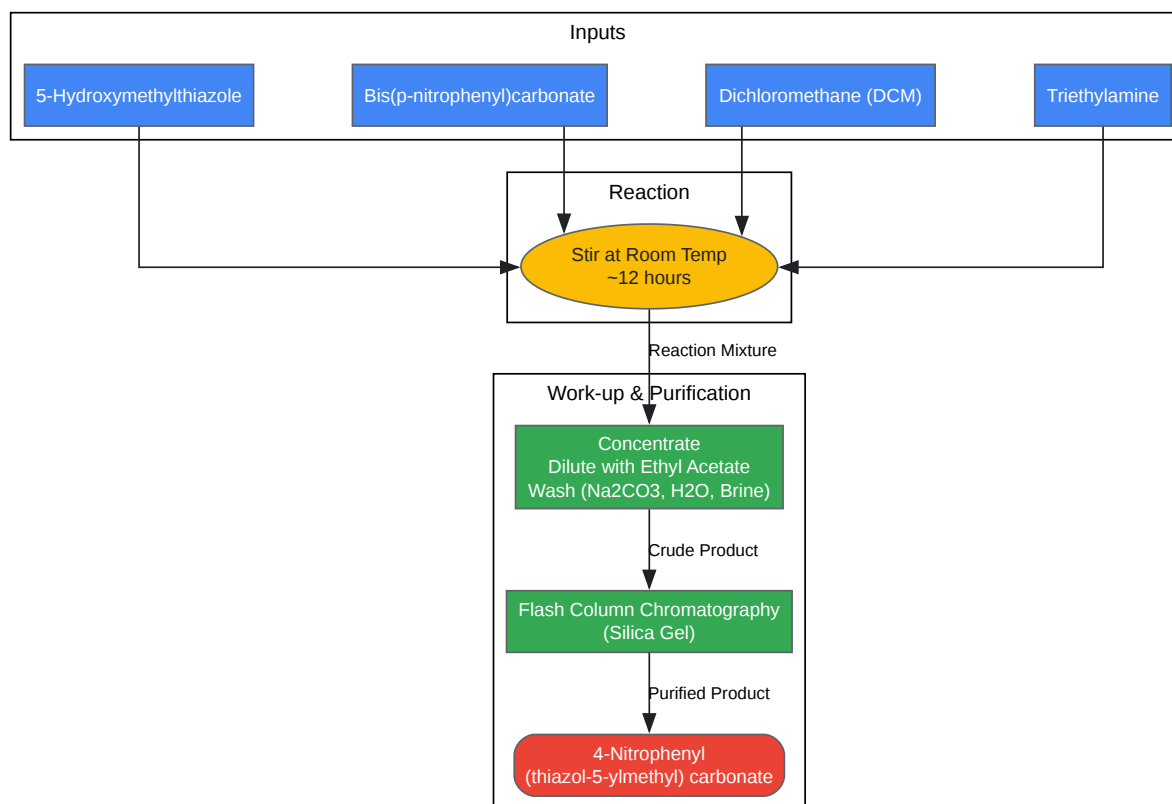 Inputs
5-Hydroxymethylthiazole
Bis(p-nitrophenyl)carbonate
Dichloromethane (DCM)
Triethylamine
Reaction
Stir at Room Temp
~12 hours
Reaction Mixture
Work-up & Purification
Concentrate
Dilute with Ethyl Acetate
Wash (Na2CO3, H2O, Brine)
Crude Product
Flash Column Chromatography
(Silica Gel)
Purified Product
4-Nitrophenyl
(thiazol-5-ylmethyl) carbonate